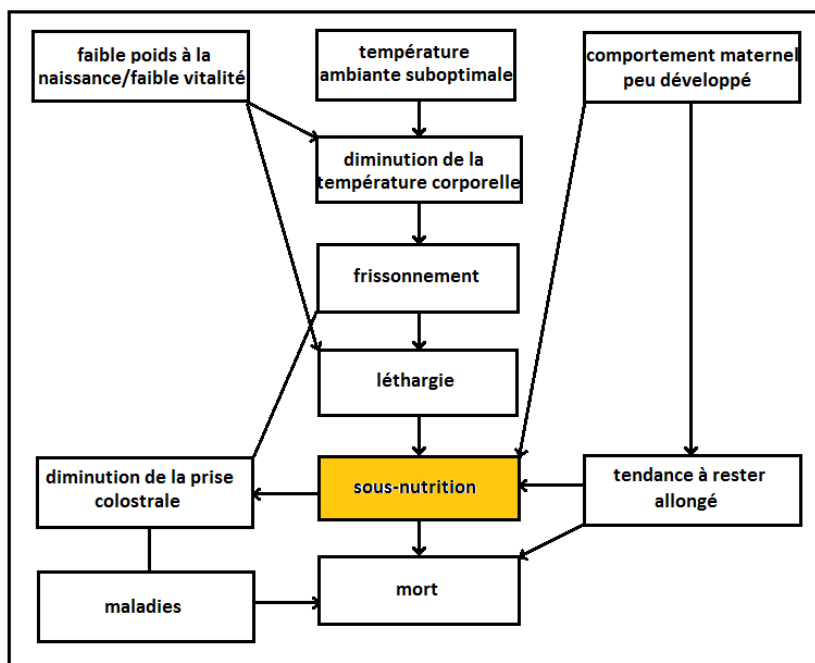 faible poids à la
naissance/faible vitalité
température
ambiante suboptimale
comportement maternel
peu développé
diminution de la
température corporelle
frissonnement
léthargie
diminution de la prise
colostrale
sous-nutrition
tendance à rester
allongé
maladies
mort